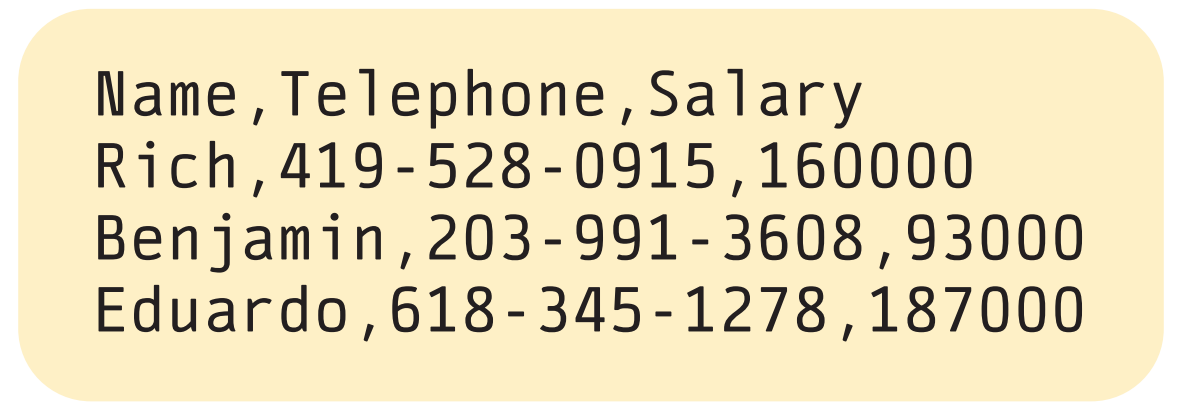 Name,Telephone,Salary
Rich,419-528-0915,160000
Benjamin,203-991-3608,93000
Eduardo,618-345-1278,187000